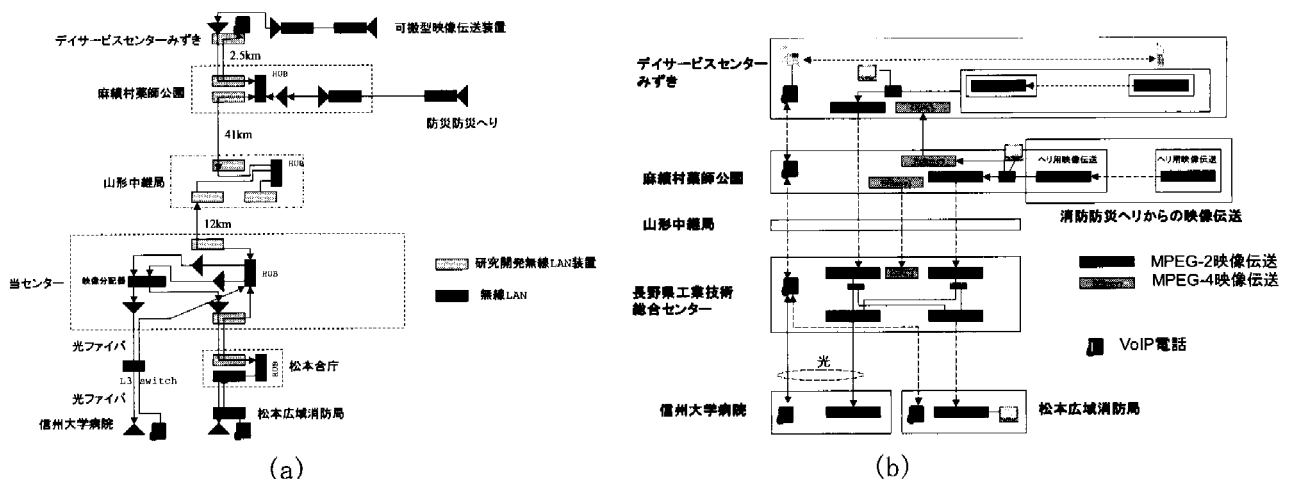 可搬型映像伝送装置
デイサービスセンターみずき
2.5km
HUB
麻績村薬師公園
防災防災へり
41km
HUB
山形中継局
12km
映像分配器
HUB
当センター
研究開発無線LAN装置
無線LAN
光ファイバ
L3 switch
光ファイバ
信州大学病院
HUB
松本合庁
松本広域消防局
(a)
デイサービスセンター
みずき
麻績村薬師公園
ヘリ用映像伝送
ヘリ用映像伝送
消防防災ヘリからの映像伝送
山形中継局
長野県工業技術
総合センター
MPEG-2映像伝送
MPEG-4映像伝送
VoIP電話
光
信州大学病院
松本広域消防局
(b)